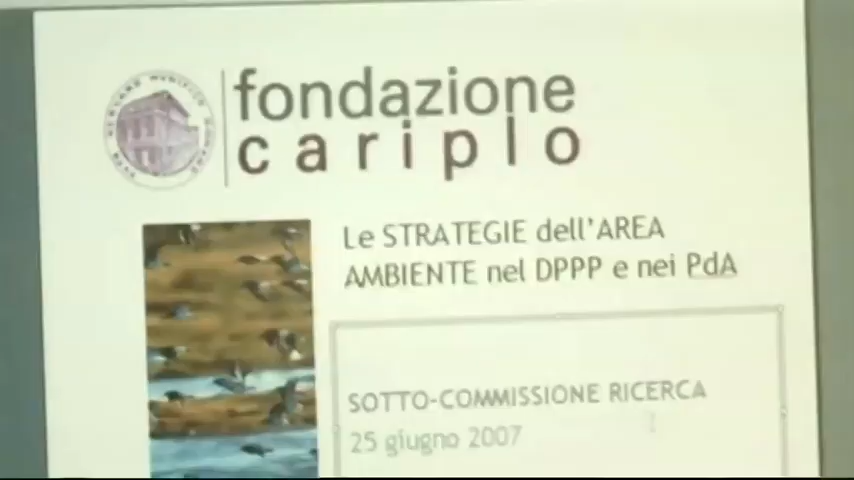 fondazione
cariplo
Le STRATEGIE dell'AREA
AMBIENTE nel DPPP e nei PdA
SOTTO-COMMISSIONE RICERCA
25 giugno 2007